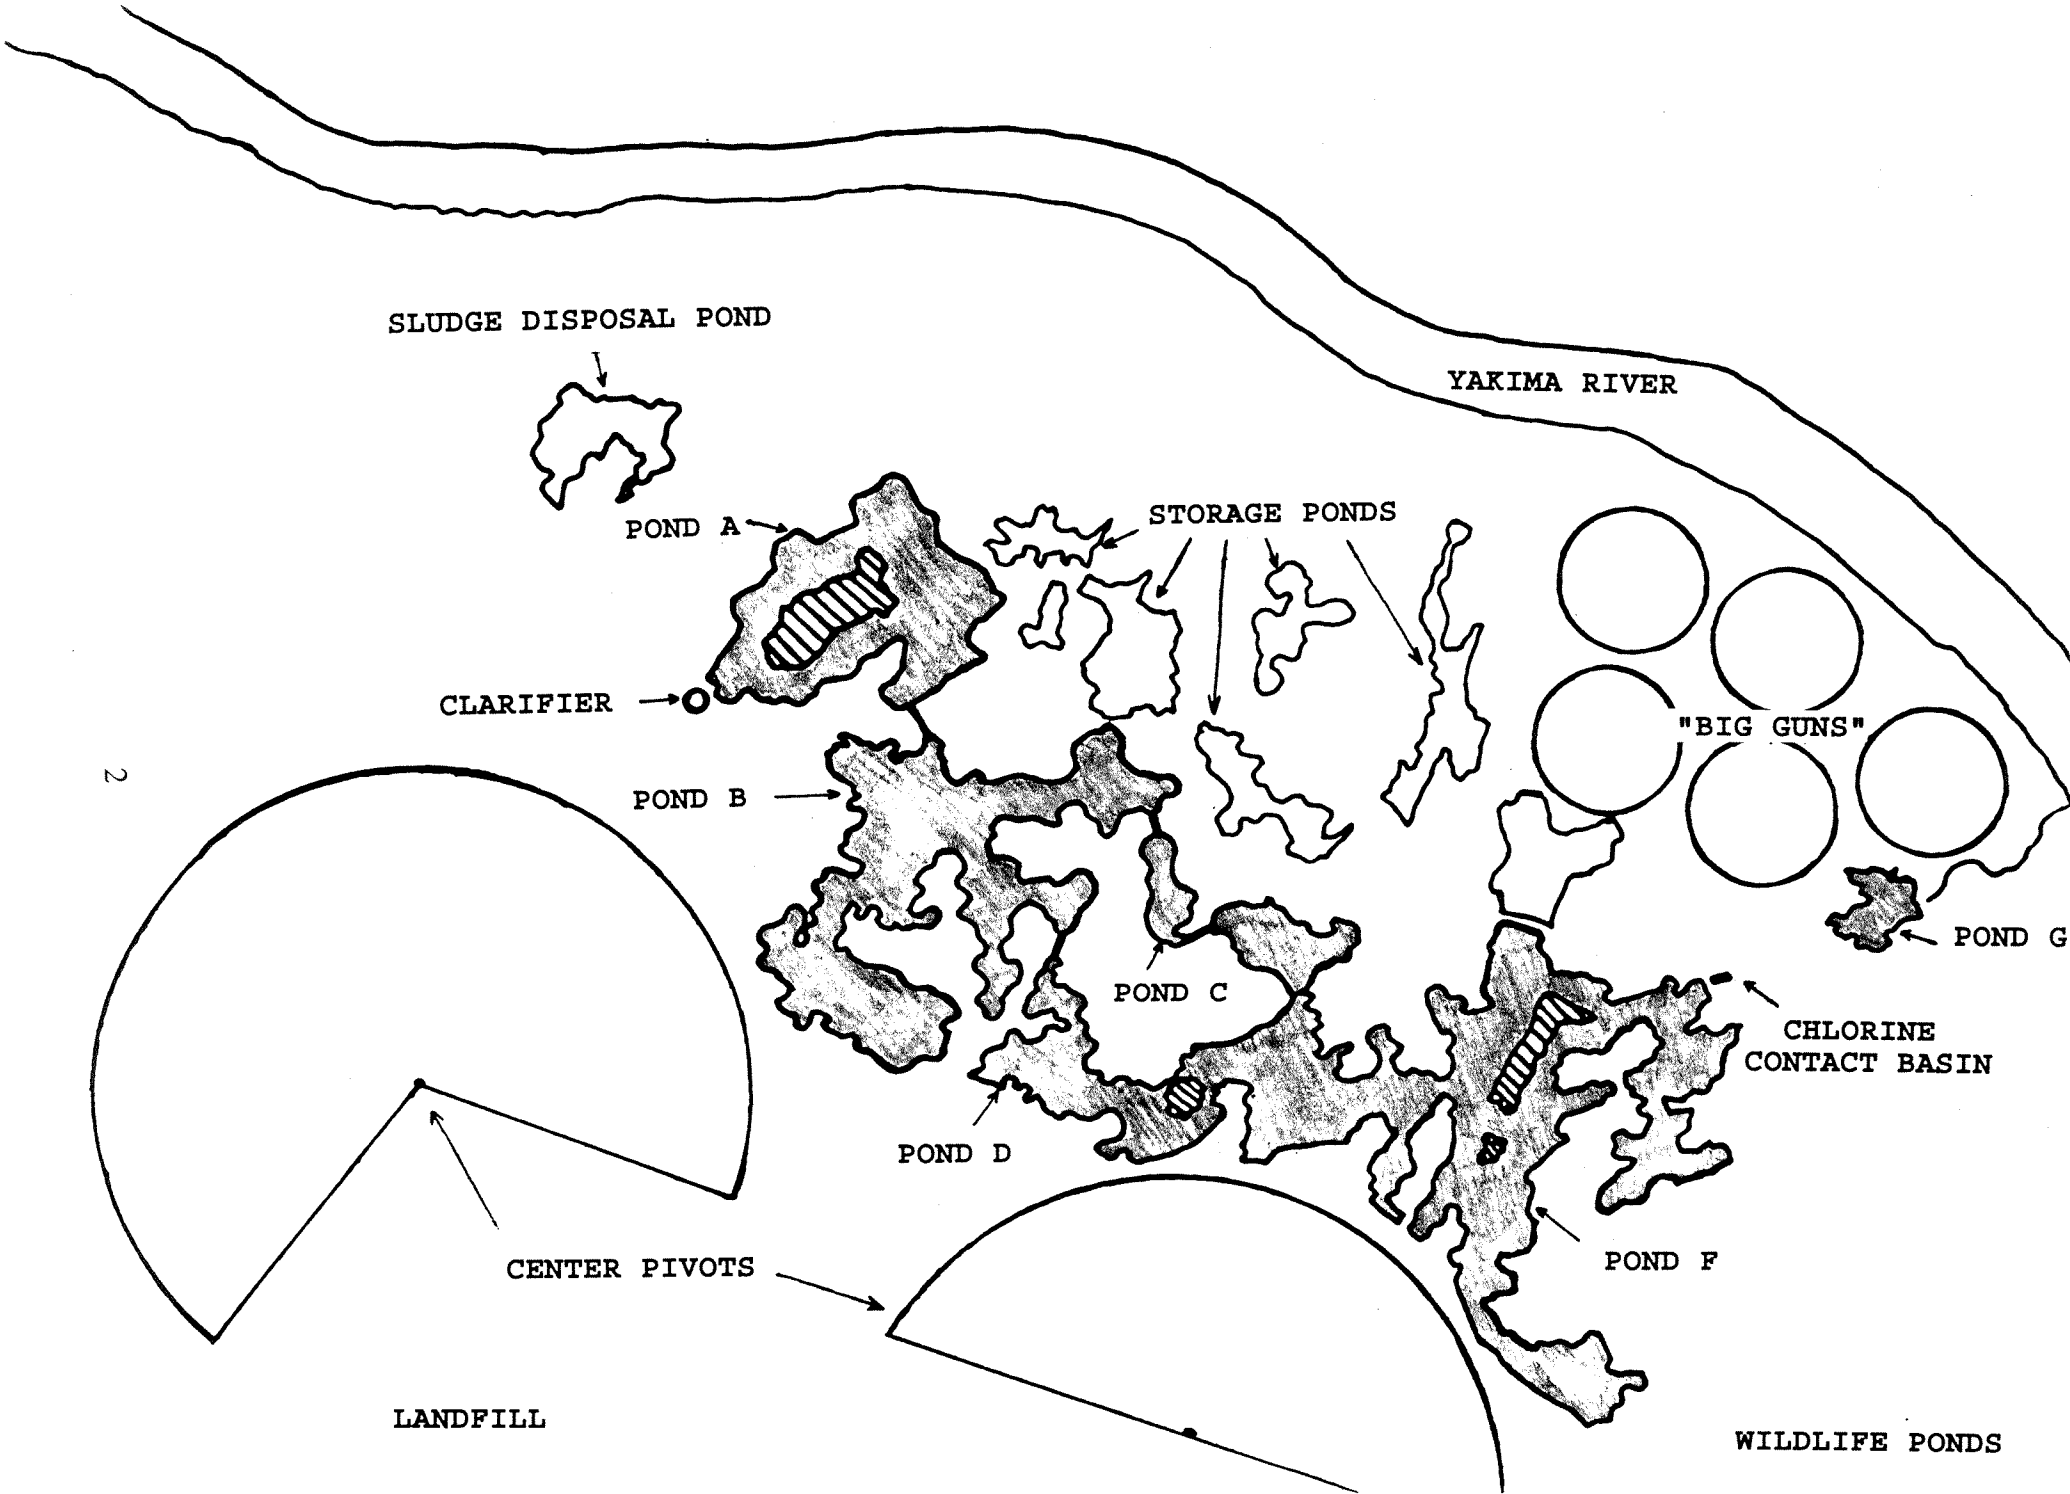 SLUDGE DISPOSAL POND
YAKIMA RIVER
POND A
STORAGE PONDS
CLARIFIER
"BIG GUNS"
2
POND B
POND G
POND C
CHLORINE
CONTACT BASIN
POND D
CENTER PIVOTS
POND F
LANDFILL
WILDLIFE PONDS